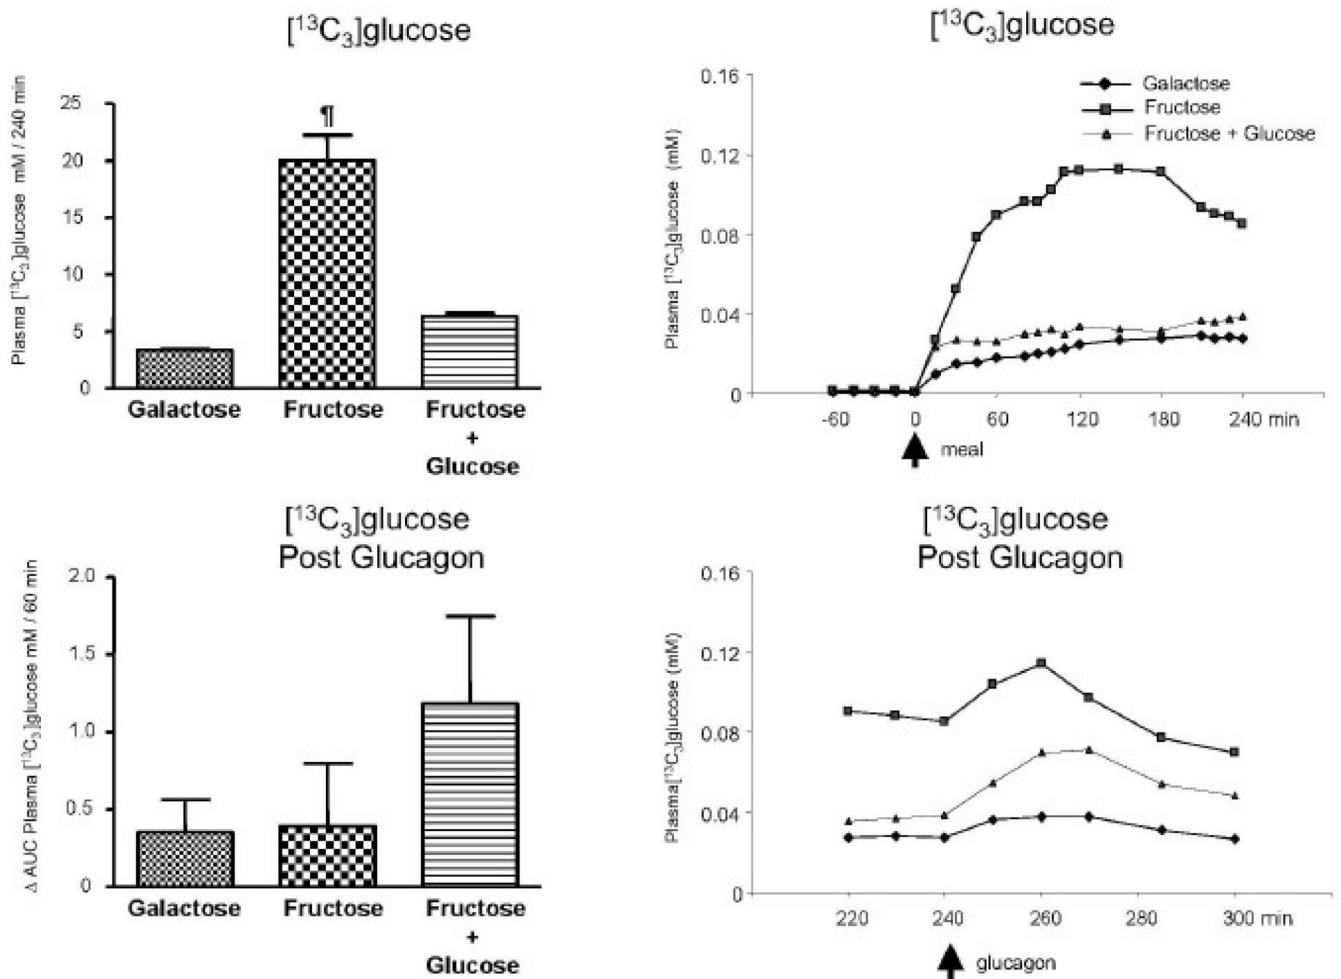 [¹³C₃]glucose
Plasma [¹³C₃]glucose mM / 240 min
25
20
15
10
5
0
¶
Galactose
Fructose
Fructose
+
Glucose
[¹³C₃]glucose
Plasma [¹³C₃]glucose (mM)
0.16
0.12
0.08
0.04
0
Galactose
Fructose
Fructose + Glucose
-60 0 60 120 180 240 min
meal
[¹³C₃]glucose
Post Glucagon
Δ AUC Plasma [¹³C₃]glucose mM / 60 min
2.0
1.5
1.0
0.5
0
Galactose
Fructose
Fructose
+
Glucose
[¹³C₃]glucose
Post Glucagon
Plasma[¹³C₃]glucose (mM)
0.16
0.12
0.08
0.04
0
220 240 260 280 300 min
glucagon